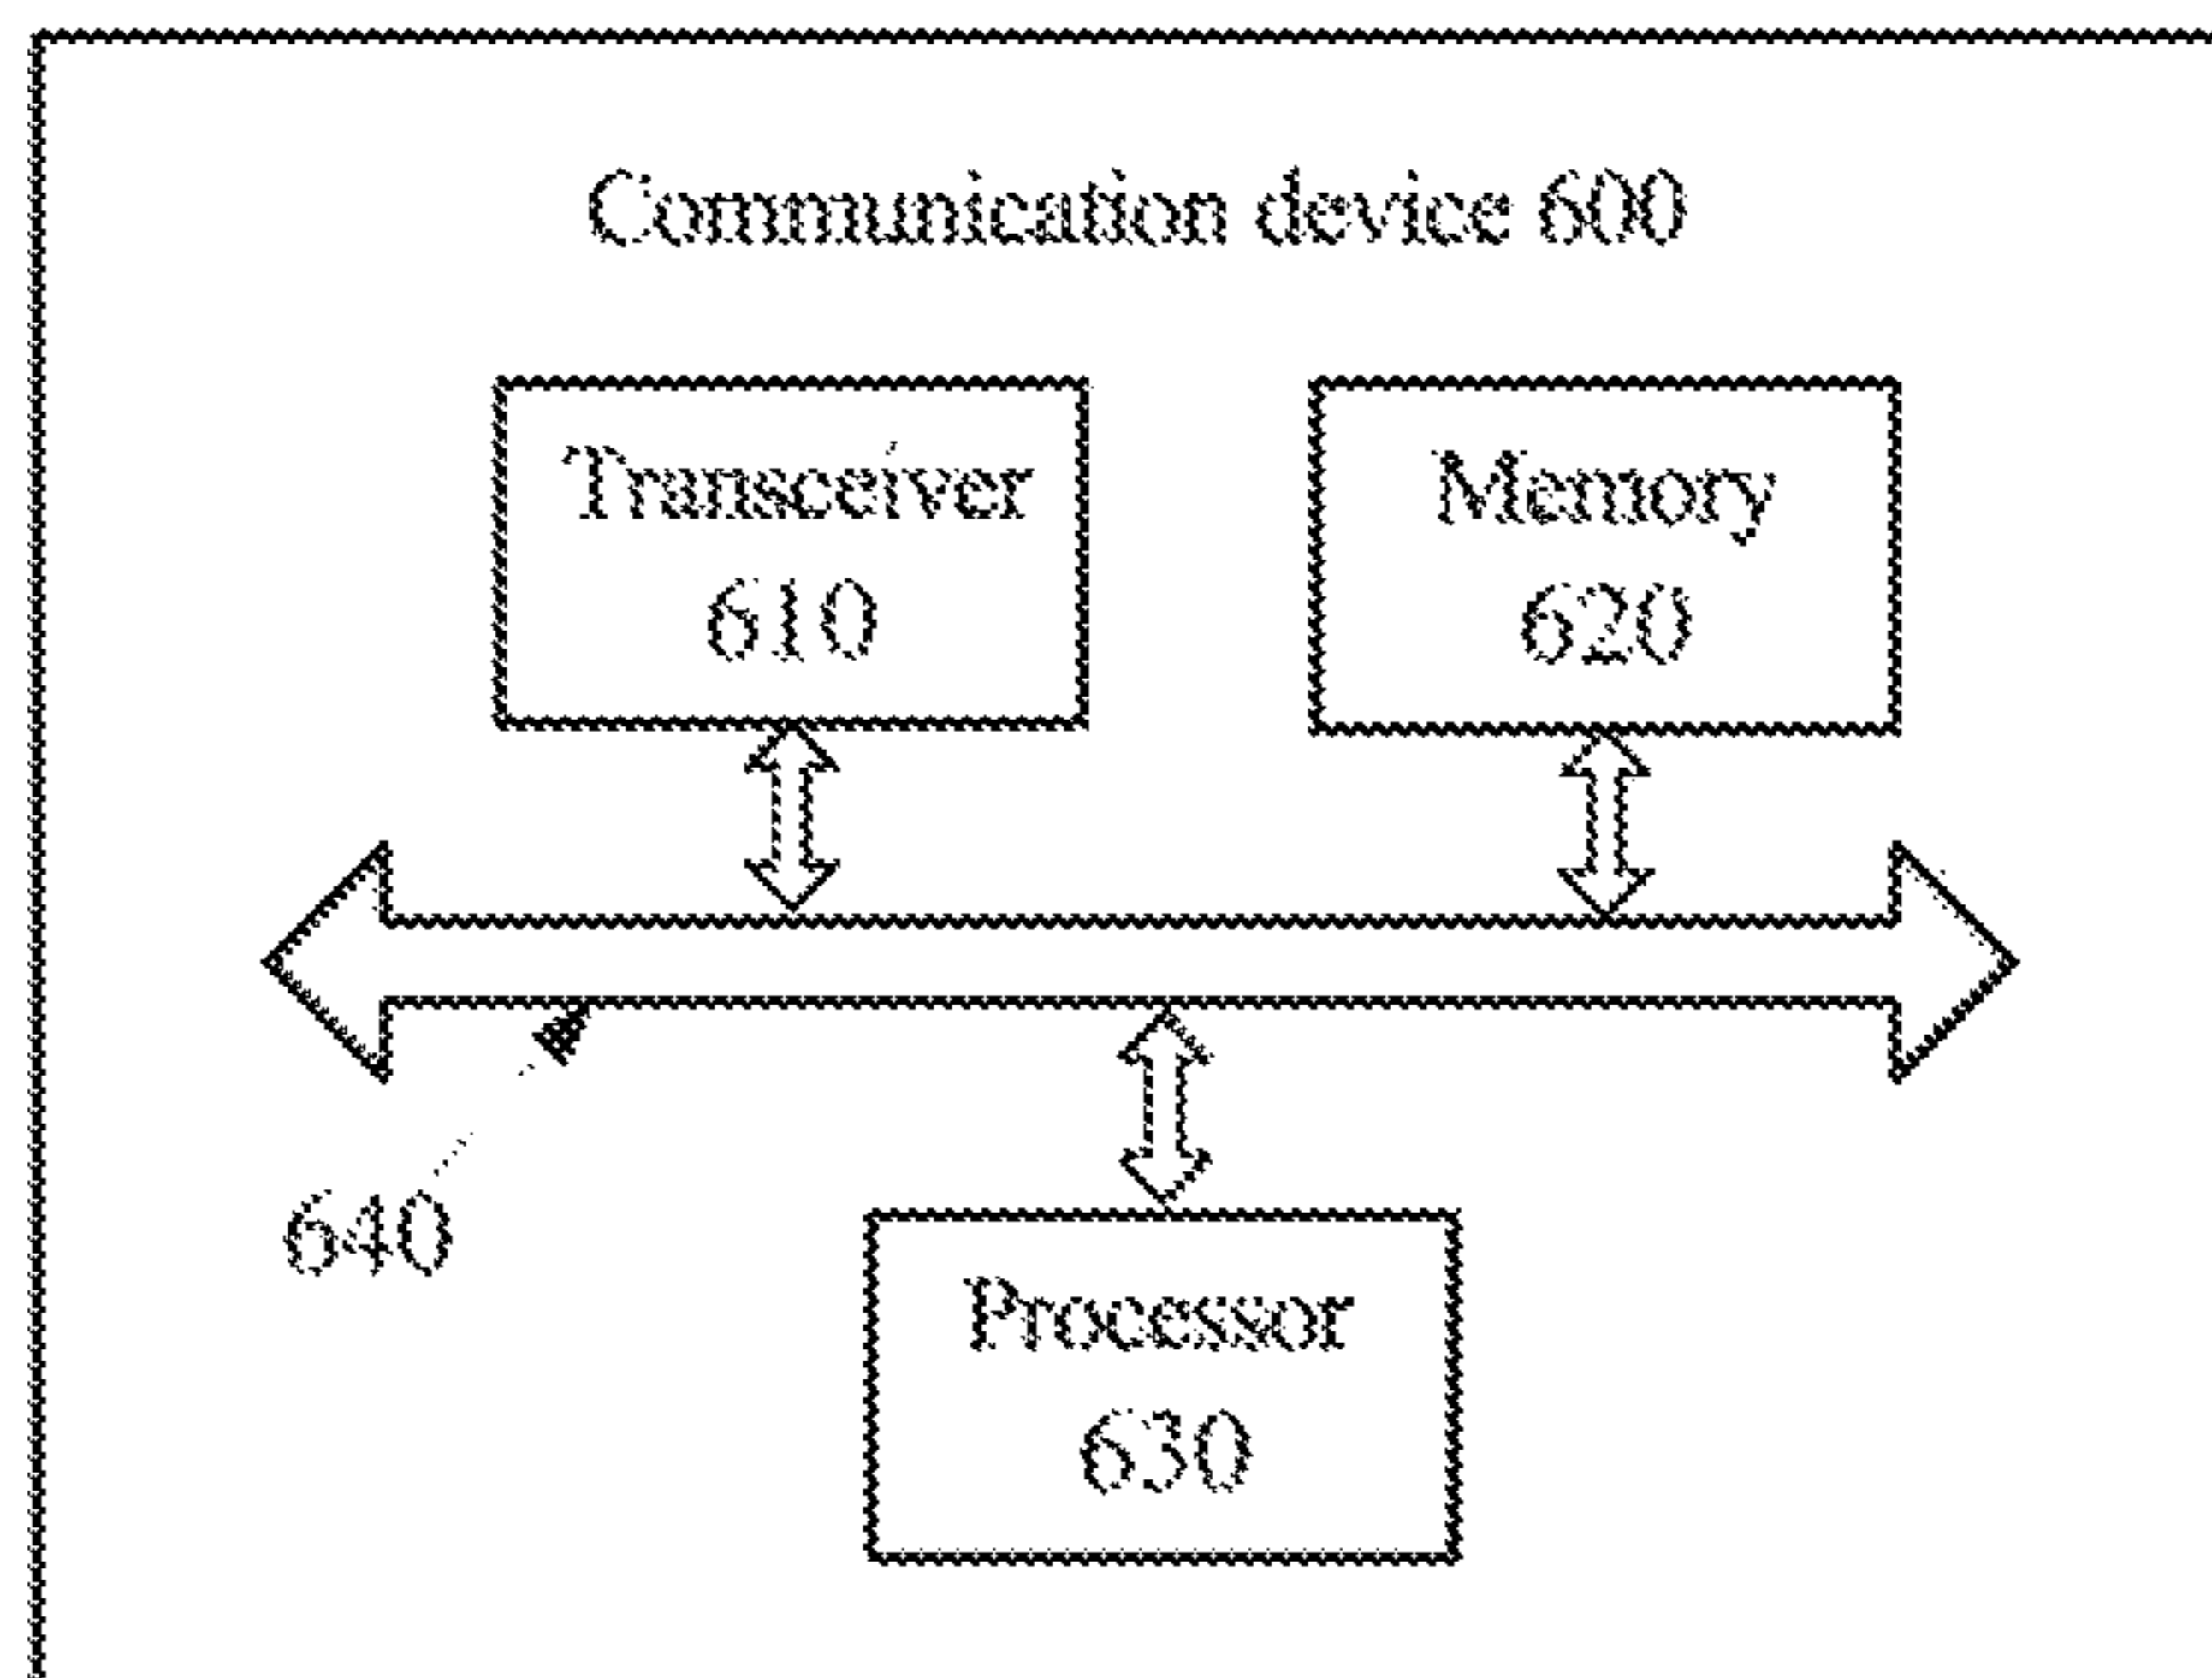 Communication device 600
Transceiver
610
Memory
620
640
Processor
630